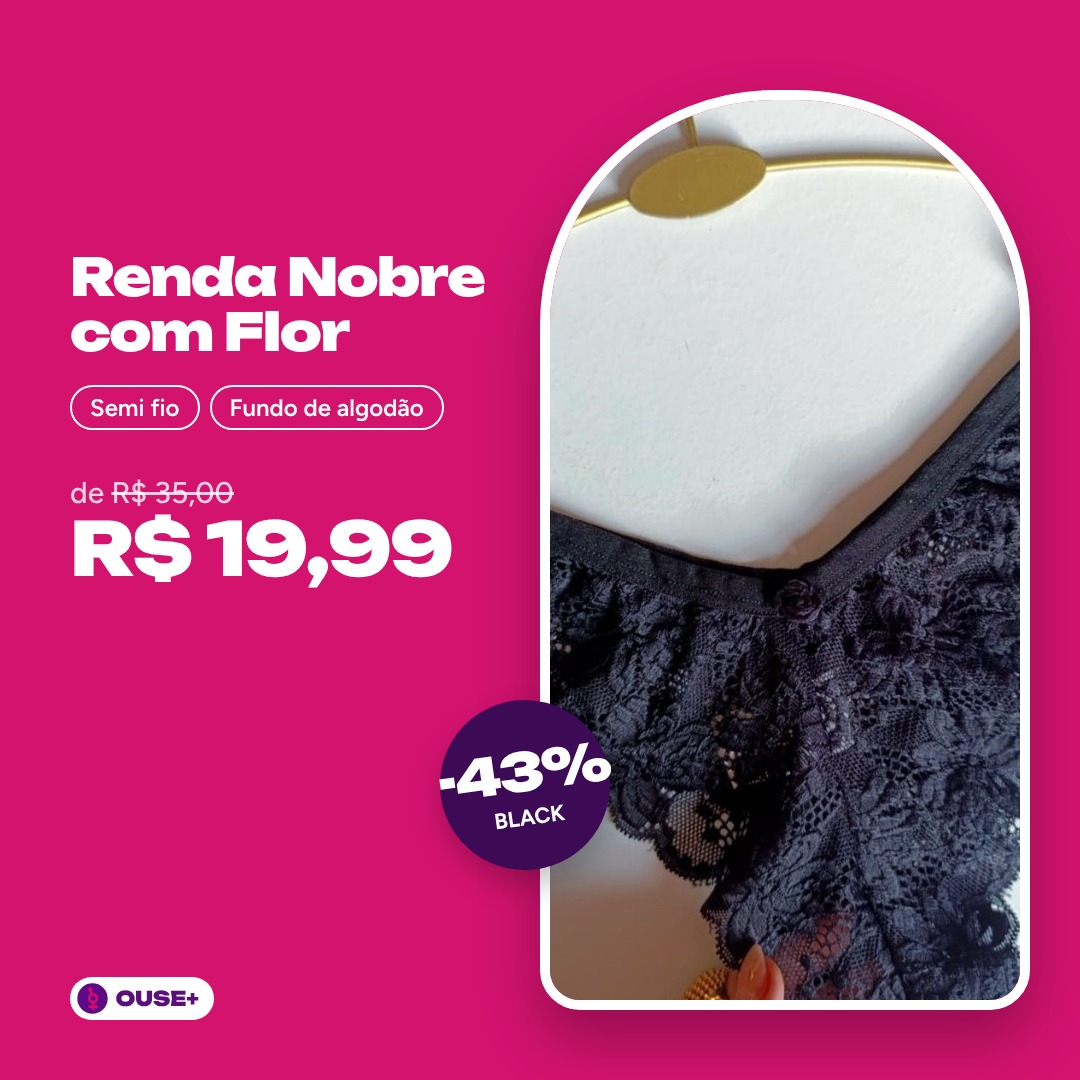 Renda Nobre
com Flor
Semi fio
Fundo de algodão
de R$ 35,00
R$ 19,99
-43%
BLACK
OUSE+